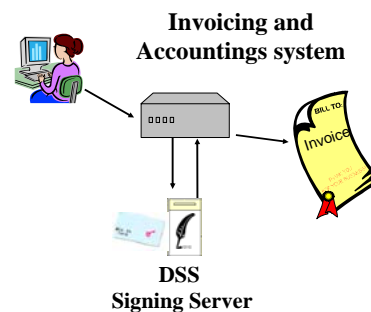 Invoicing and
Accountings system
BILL TO:
Invoice
DSS
Signing Server